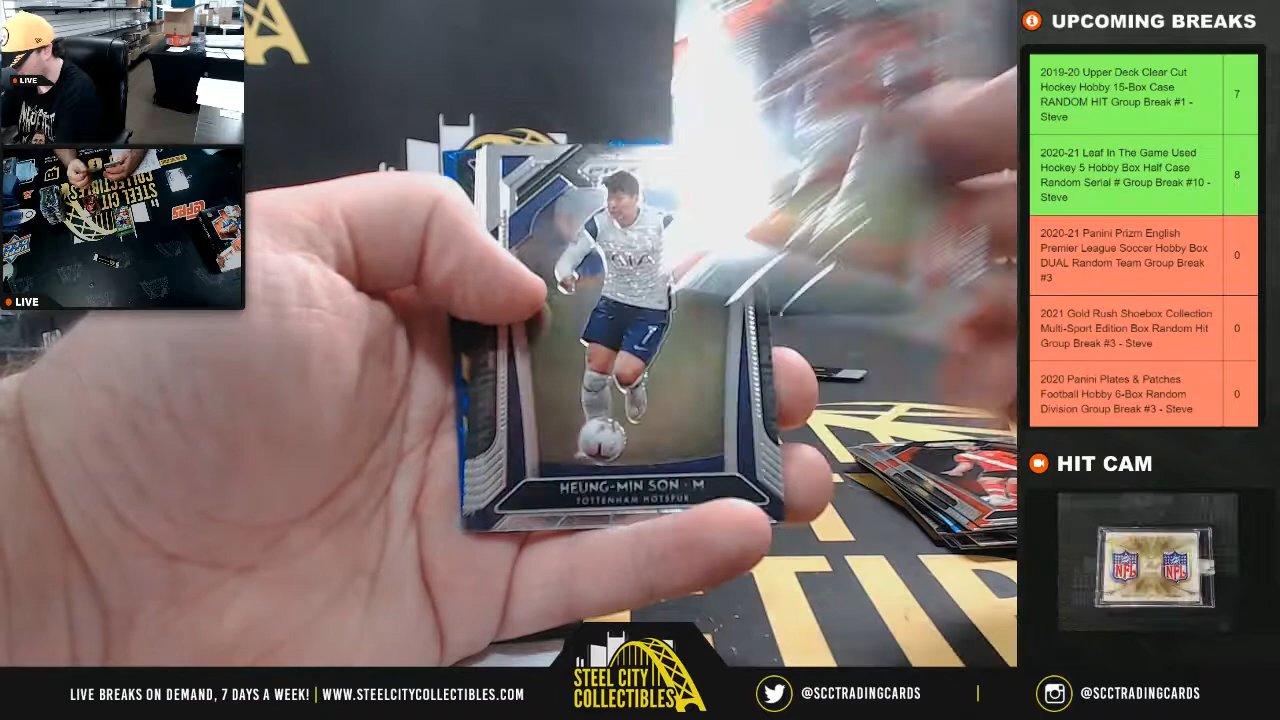 LIVE
LIVE
AIA
7
HEUNG-MIN SON - M
TOTTENHAM HOTSPUR
STEEL CITY
COLLECTIBLES
UPCOMING BREAKS
2019-20 Upper Deck Clear Cut
Hockey Hobby 15-Box Case
RANDOM HIT Group Break #1 -
Steve
7
2020-21 Leaf In The Game Used
Hockey 5 Hobby Box Half Case
Random Serial # Group Break #10 -
Steve
8
2020-21 Panini Prizm English
Premier League Soccer Hobby Box
DUAL Random Team Group Break
#3
0
2021 Gold Rush Shoebox Collection
Multi-Sport Edition Box Random Hit
Group Break #3 - Steve
0
2020 Panini Plates & Patches
Football Hobby 6-Box Random
Division Group Break #3 - Steve
0
HIT CAM
NFL NFL
LIVE BREAKS ON DEMAND, 7 DAYS A WEEK! | WWW.STEELCITYCOLLECTIBLES.COM
STEEL CITY
COLLECTIBLES
@SCCTRADINGCARDS | @SCCTRADINGCARDS